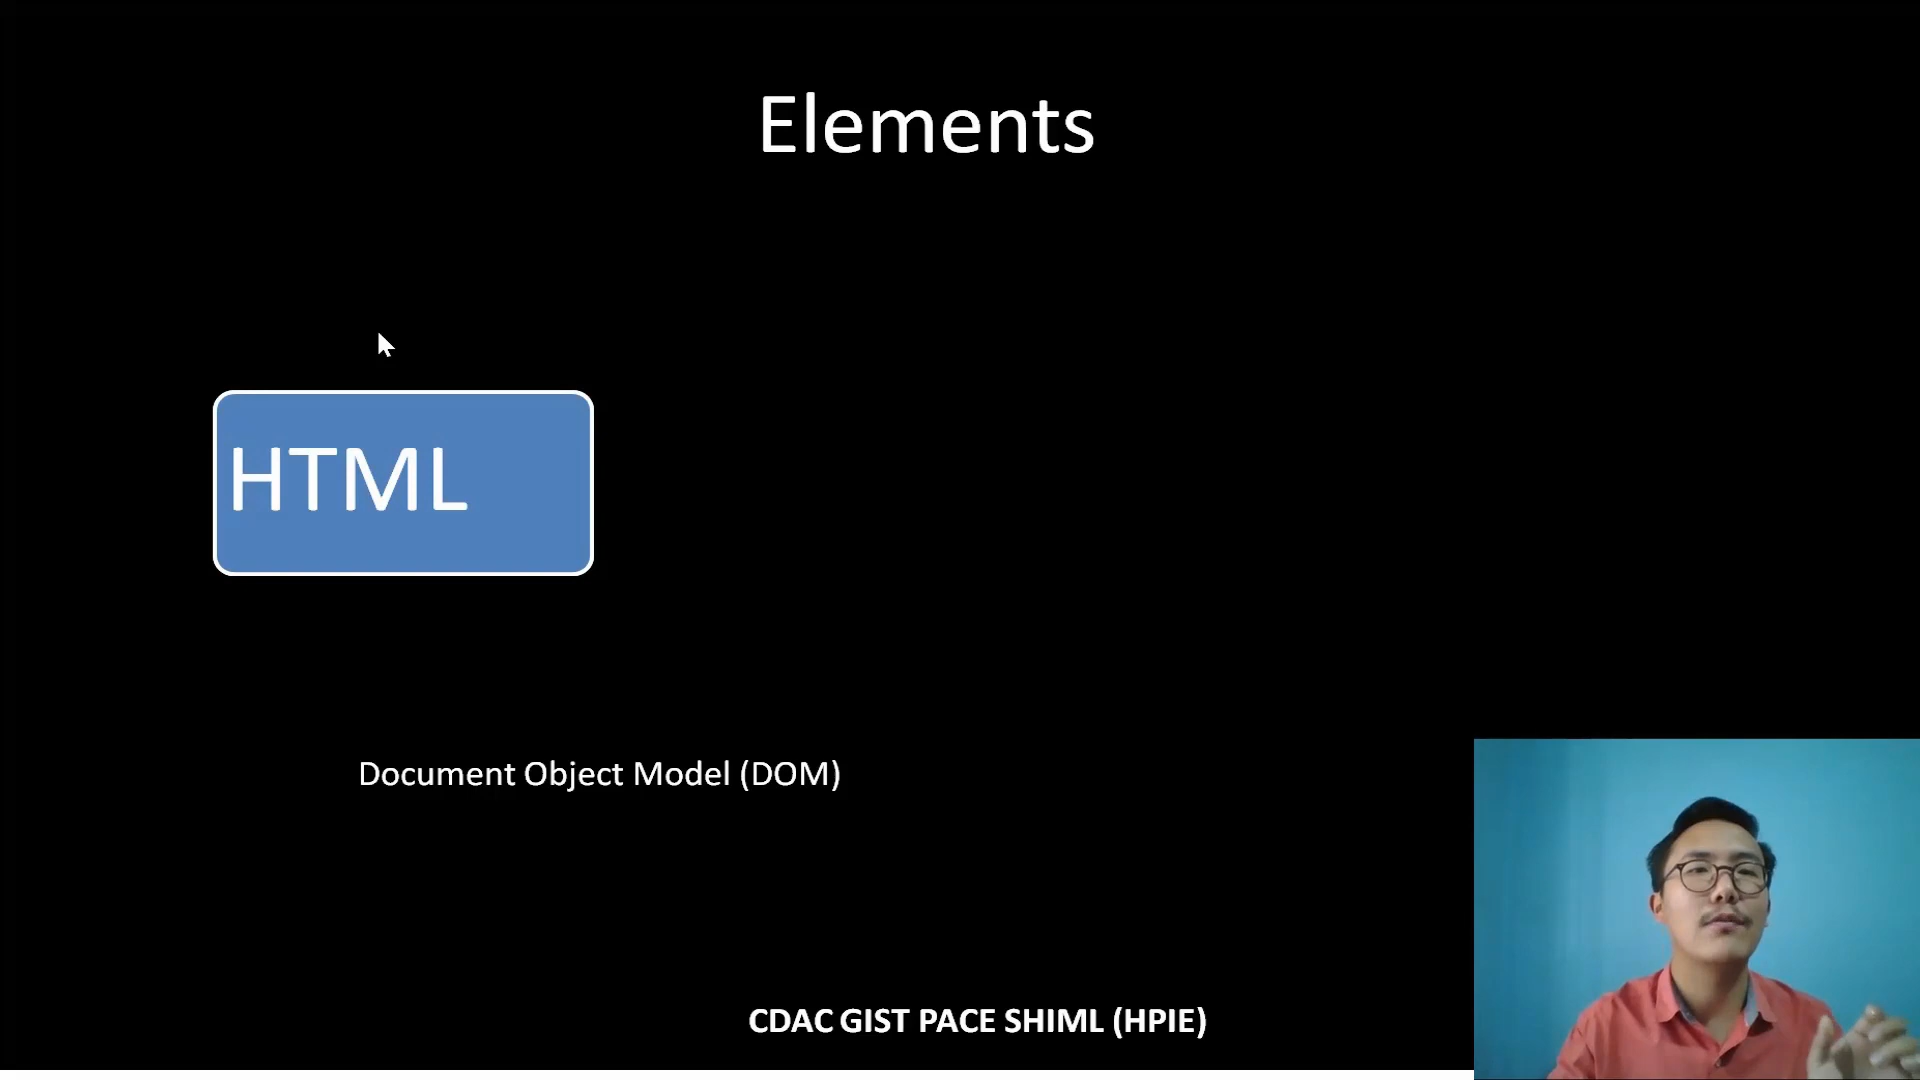 Elements
HTML
Document Object Model (DOM)
CDAC GIST PACE SHIML (HPIE)